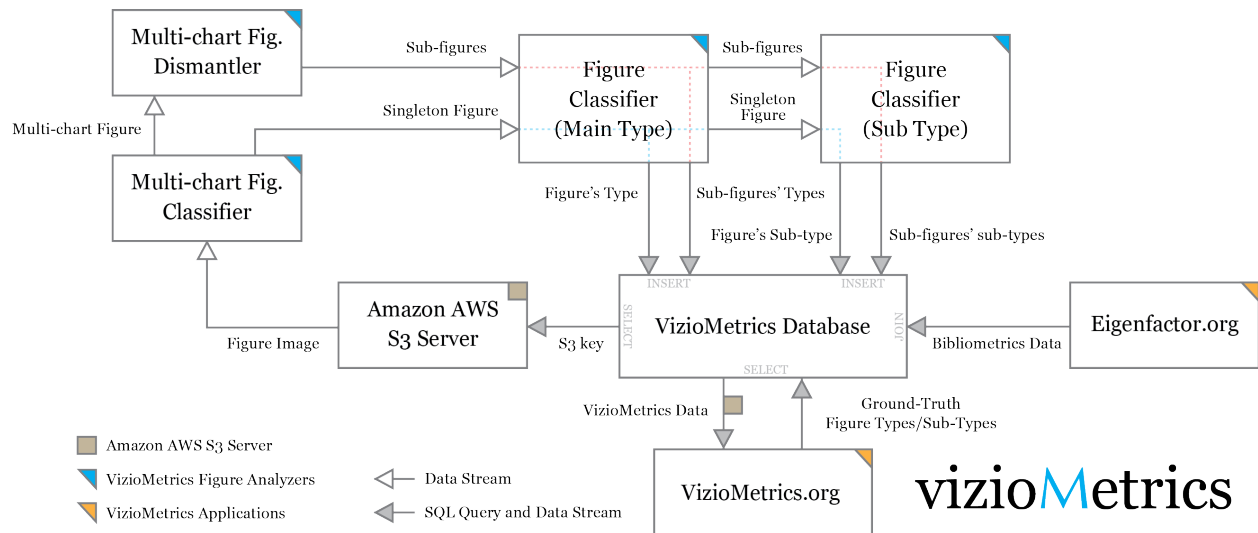 Multi-chart Fig.
Dismantler
Sub-figures
Figure
Classifier
(Main Type)
Sub-figures
Figure
Classifier
(Sub Type)
Singleton Figure
Singleton
Figure
Multi-chart Figure
Multi-chart Fig.
Classifier
Figure's Type
Sub-figures' Types
Figure's Sub-type
Sub-figures' sub-types
INSERT
INSERT
Amazon AWS
S3 Server
SELECT
VizioMetrics Database
JOIN
Eigenfactor.org
Figure Image
S3 key
Bibliometrics Data
SELECT
VizioMetrics Data
Ground-Truth
Figure Types/Sub-Types
Amazon AWS S3 Server
VizioMetrics Figure Analyzers
Data Stream
VizioMetrics.org
vizioMetrics
VizioMetrics Applications
SQL Query and Data Stream